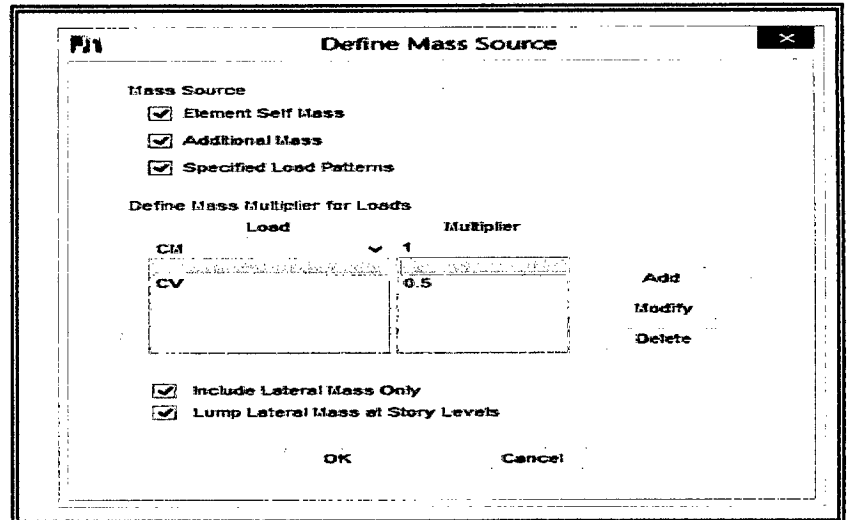 Define Mass Source
Mass Source
Element Self Mass
Additional Mass
Specified Load Patterns
Define Mass Multiplier for Loads
Load Multiplier
CM 1
CV 0.5
Add
Modify
Delete
Include Lateral Mass Only
Lump Lateral Mass at Story Levels
OK Cancel